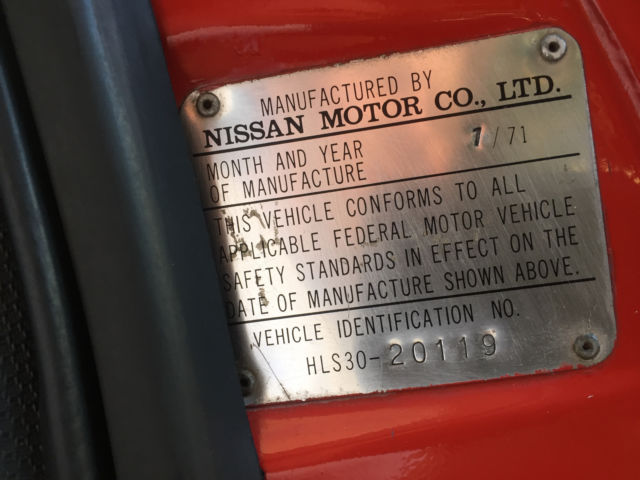 MANUFACTURED BY
NISSAN MOTOR CO., LTD.
MONTH AND YEAR
OF MANUFACTURE 1/71
THIS VEHICLE CONFORMS TO ALL
APPLICABLE FEDERAL MOTOR VEHICLE
SAFETY STANDARDS IN EFFECT ON THE
DATE OF MANUFACTURE SHOWN ABOVE.
VEHICLE IDENTIFICATION NO.
HLS30-20119